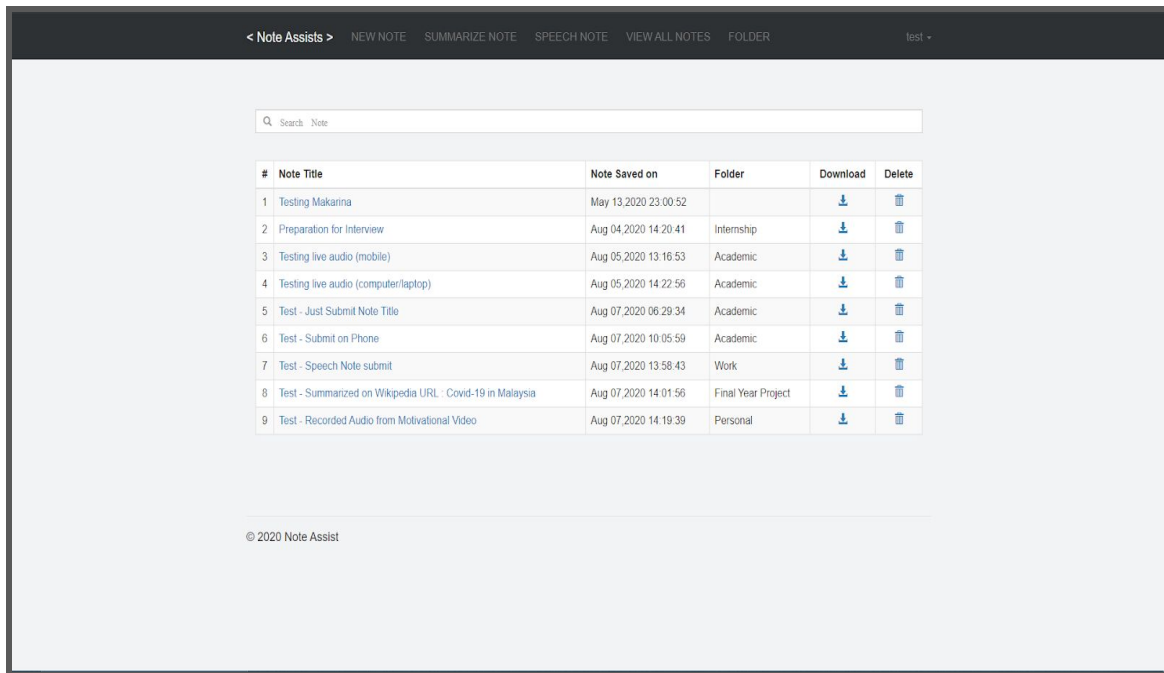 < Note Assists > NEW NOTE SUMMARIZE NOTE SPEECH NOTE VIEW ALL NOTES FOLDER test
Search Note
# Note Title Note Saved on Folder Download Delete
1 Testing Makarina May 13,2020 23:00:52
2 Preparation for Interview Aug 04,2020 14:20:41 Internship
3 Testing live audio (mobile) Aug 05,2020 13:16:53 Academic
4 Testing live audio (computer/laptop) Aug 05,2020 14:22:56 Academic
5 Test - Just Submit Note Title Aug 07,2020 06:29:34 Academic
6 Test - Submit on Phone Aug 07,2020 10:05:59 Academic
7 Test - Speech Note submit Aug 07,2020 13:58:43 Work
8 Test - Summarized on Wikipedia URL : Covid-19 in Malaysia Aug 07,2020 14:01:56 Final Year Project
9 Test - Recorded Audio from Motivational Video Aug 07,2020 14:19:39 Personal
© 2020 Note Assist